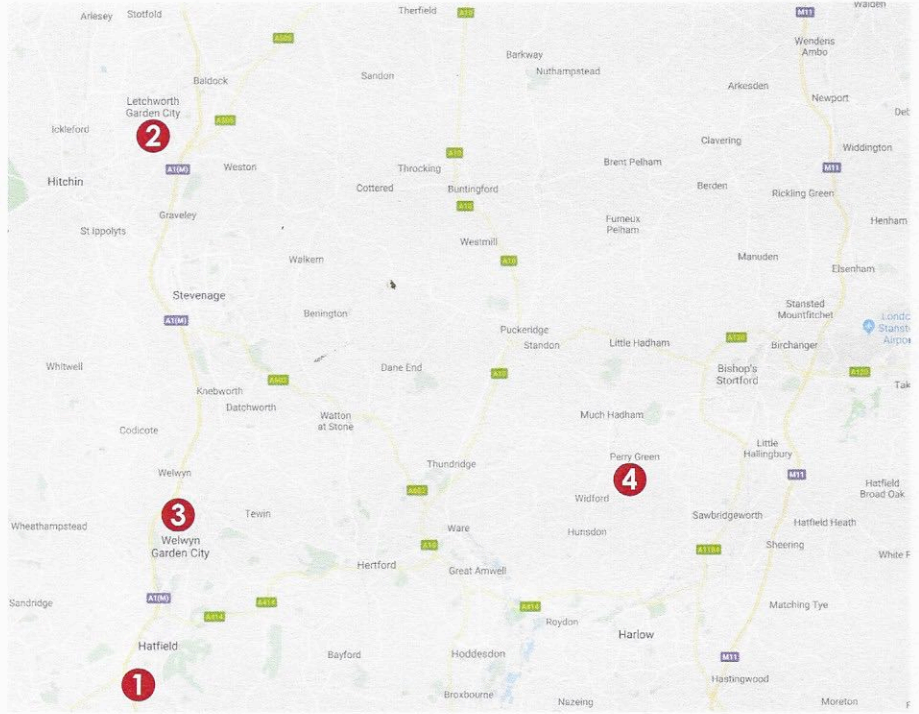 Arlesey
Stotfold
Therfield
A10
M11
Walden
A505
Wendens
Ambo
Barkway
Baldock
Sandon
Nuthampstead
Arkesden
Newport
Letchworth
Garden City
2
A505
Ickleford
Clavering
Widdington
A1(M)
Weston
Throcking
A10
Brent Pelham
M11
Hitchin
Cottered
Buntingford
Berden
Rickling Green
A10
Graveley
Furneux
Pelham
Henham
St Ippolyts
Westmill
Walkern
A10
Manuden
Elsenham
Stevenage
Benington
Stansted
Mountfitchet
A1(M)
Puckeridge
Standon
Little Hadham
A120
Birchanger
Whitwell
Dane End
A10
Bishop's
Stortford
A120
A602
Knebworth
Datchworth
Watton
at Stone
Much Hadham
Codicote
Little
Hallingbury
Welwyn
Thundridge
Perry Green
M11
4
Hatfield
Broad Oak
A602
Widford
3
Tewin
Sawbridgeworth
Wheathampstead
Ware
Hunsdon
Hatfield Heath
Welwyn
Garden City
A10
A1184
Sheering
Hertford
Great Amwell
Sandridge
A1(M)
A414
A414
A414
Matching Tye
Roydon
Harlow
Hatfield
Bayford
Hoddesdon
M11
1
Hastingwood
Broxbourne
Nazeing
Moreton